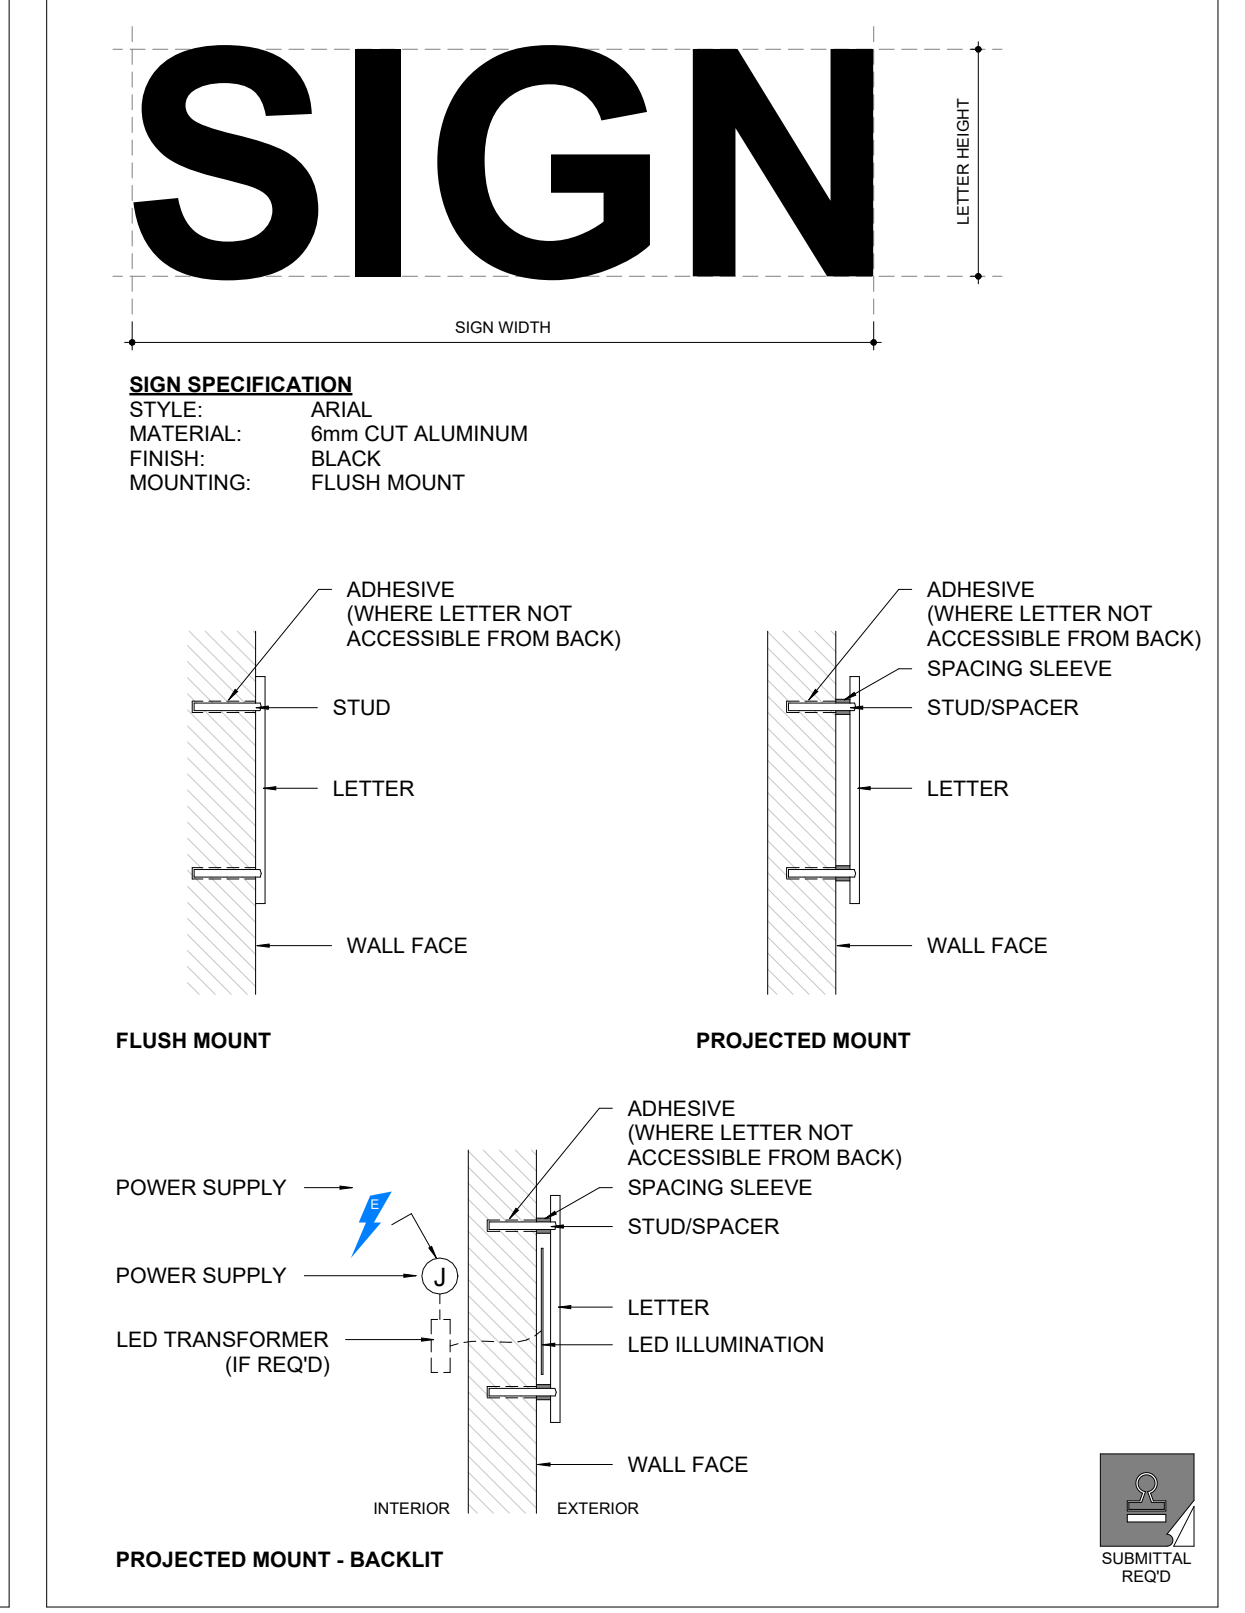 SIGN
LETTER HEIGHT
SIGN WIDTH
SIGN SPECIFICATION
STYLE: ARIAL
MATERIAL: 6mm CUT ALUMINUM
FINISH: BLACK
MOUNTING: FLUSH MOUNT
ADHESIVE
(WHERE LETTER NOT
ACCESSIBLE FROM BACK)
STUD
LETTER
WALL FACE
FLUSH MOUNT
ADHESIVE
(WHERE LETTER NOT
ACCESSIBLE FROM BACK)
SPACING SLEEVE
STUD/SPACER
LETTER
WALL FACE
PROJECTED MOUNT
POWER SUPPLY
E
POWER SUPPLY
J
LED TRANSFORMER
(IF REQ'D)
ADHESIVE
(WHERE LETTER NOT
ACCESSIBLE FROM BACK)
SPACING SLEEVE
STUD/SPACER
LETTER
LED ILLUMINATION
WALL FACE
INTERIOR
EXTERIOR
PROJECTED MOUNT - BACKLIT
SUBMITTAL
REQ'D